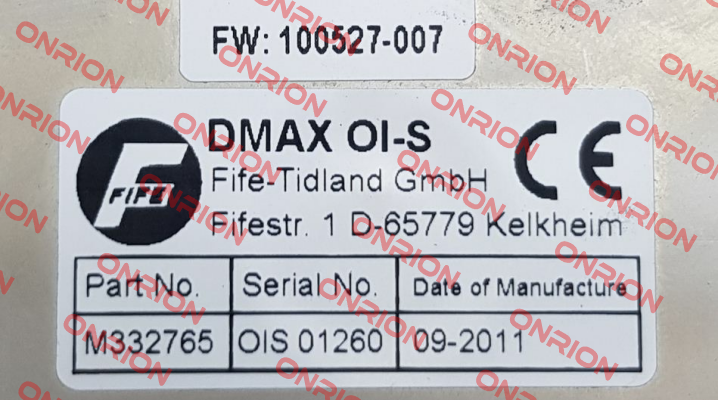 FW: 100527-007
FIFE
DMAX OI-S
CE
Fife-Tidland GmbH
Fifestr. 1 D-65779 Kelkheim
Part No. Serial No. Date of Manufacture
M332765 OIS 01260 09-2011
ONRION